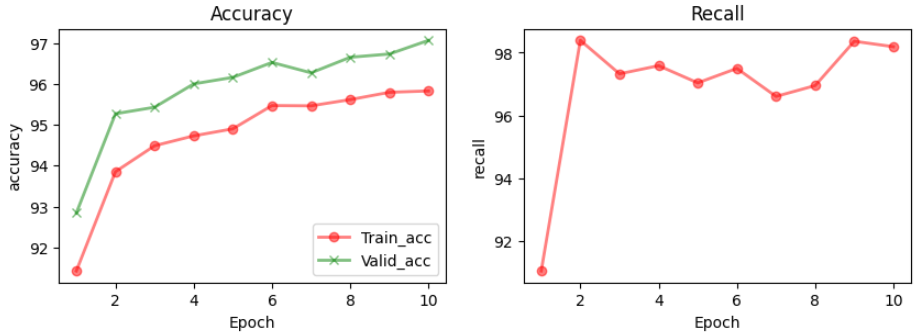 Accuracy
97
96
95
94
93
92
accuracy
2
4
6
8
10
Epoch
Train_acc
Valid_acc
Recall
98
96
94
92
recall
2
4
6
8
10
Epoch